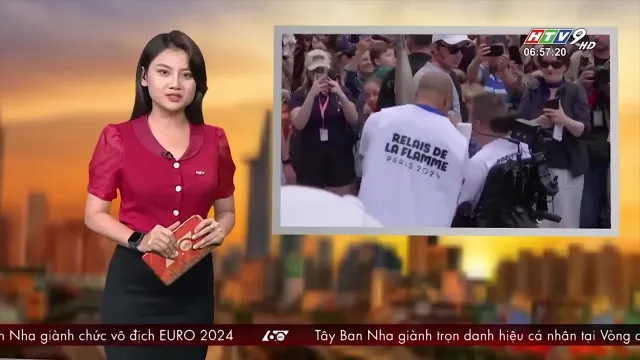 HTV9 HD
06:57:20
RELAIS DE
LA FLAMME
PARIS 2024
n Nha giành chức vô địch EURO 2024
60
Tây Ban Nha giành trọn danh hiệu cá nhân tại Vòng